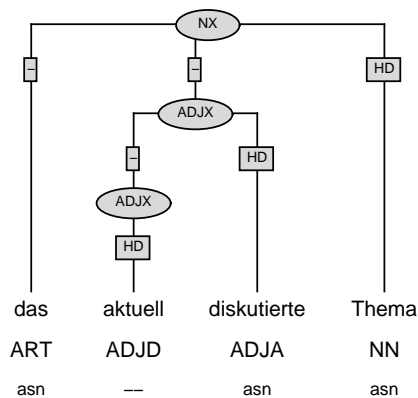 NX
– – HD
ADJX
– HD
ADJX
HD
das aktuell diskutierte Thema
ART ADJD ADJA NN
asn –– asn asn